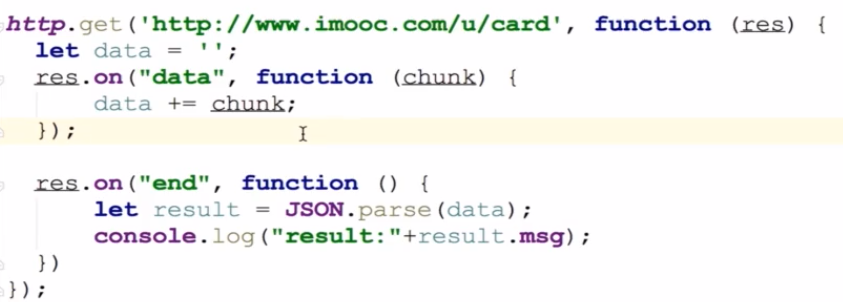 http.get('http://www.imooc.com/u/card', function (res) {
let data = '';
res.on("data", function (chunk) {
data += chunk;
});
res.on("end", function () {
let result = JSON.parse(data);
console.log("result:"+result.msg);
})
});